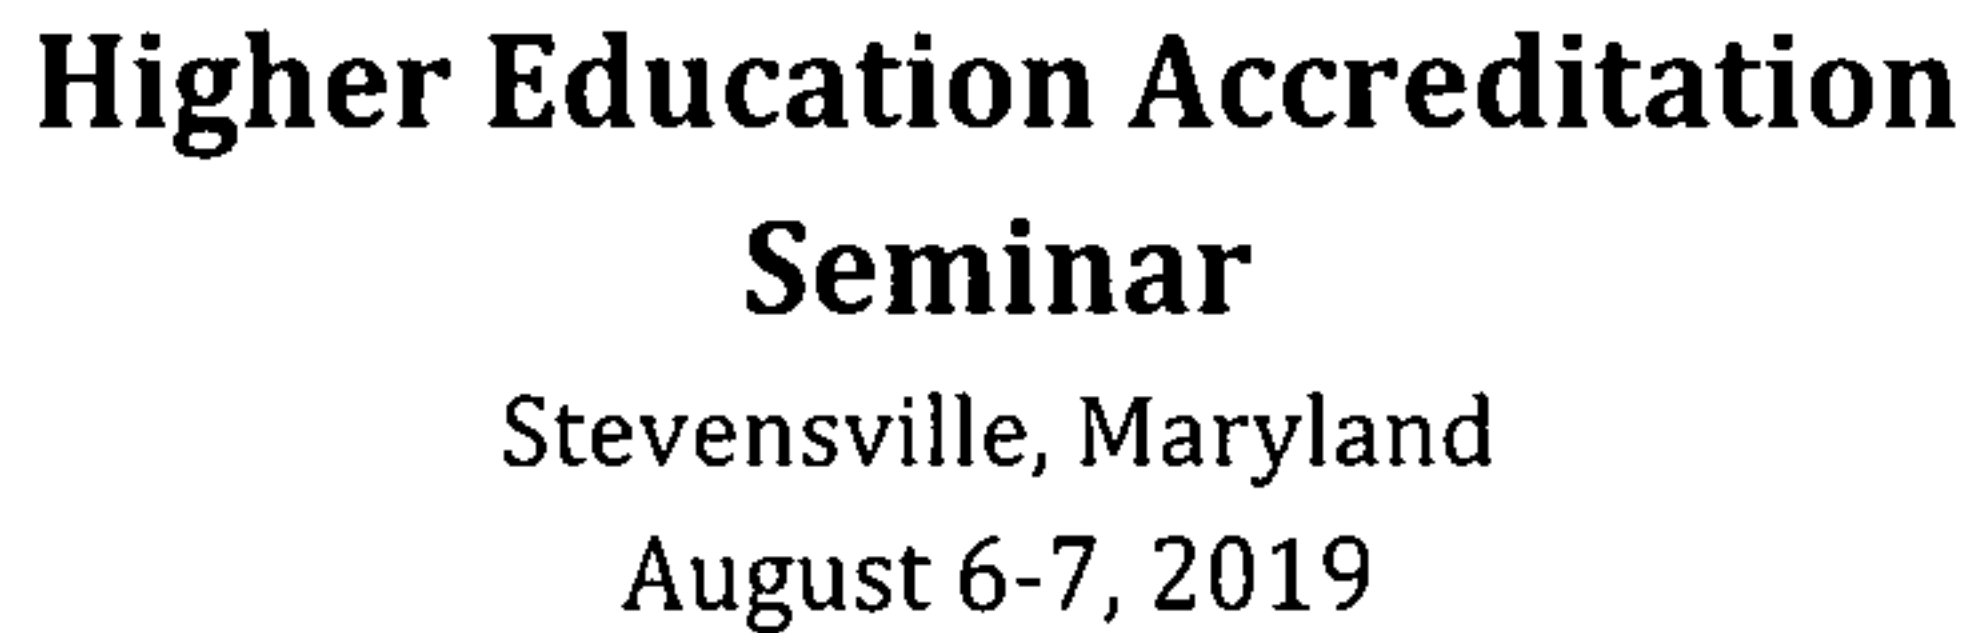 Higher Education Accreditation
Seminar
Stevensville, Maryland
August 6-7, 2019